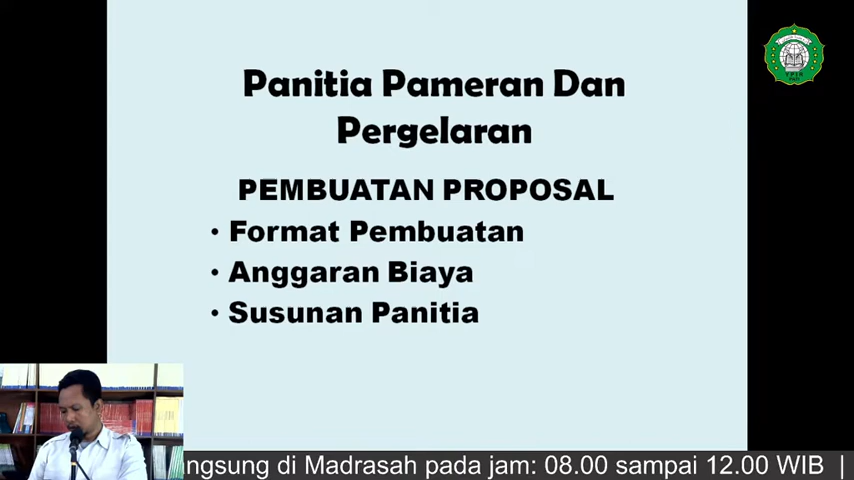 Panitia Pameran Dan
Pergelaran
PEMBUATAN PROPOSAL
• Format Pembuatan
• Anggaran Biaya
• Susunan Panitia
ngsung di Madrasah pada jam: 08.00 sampai 12.00 WIB |